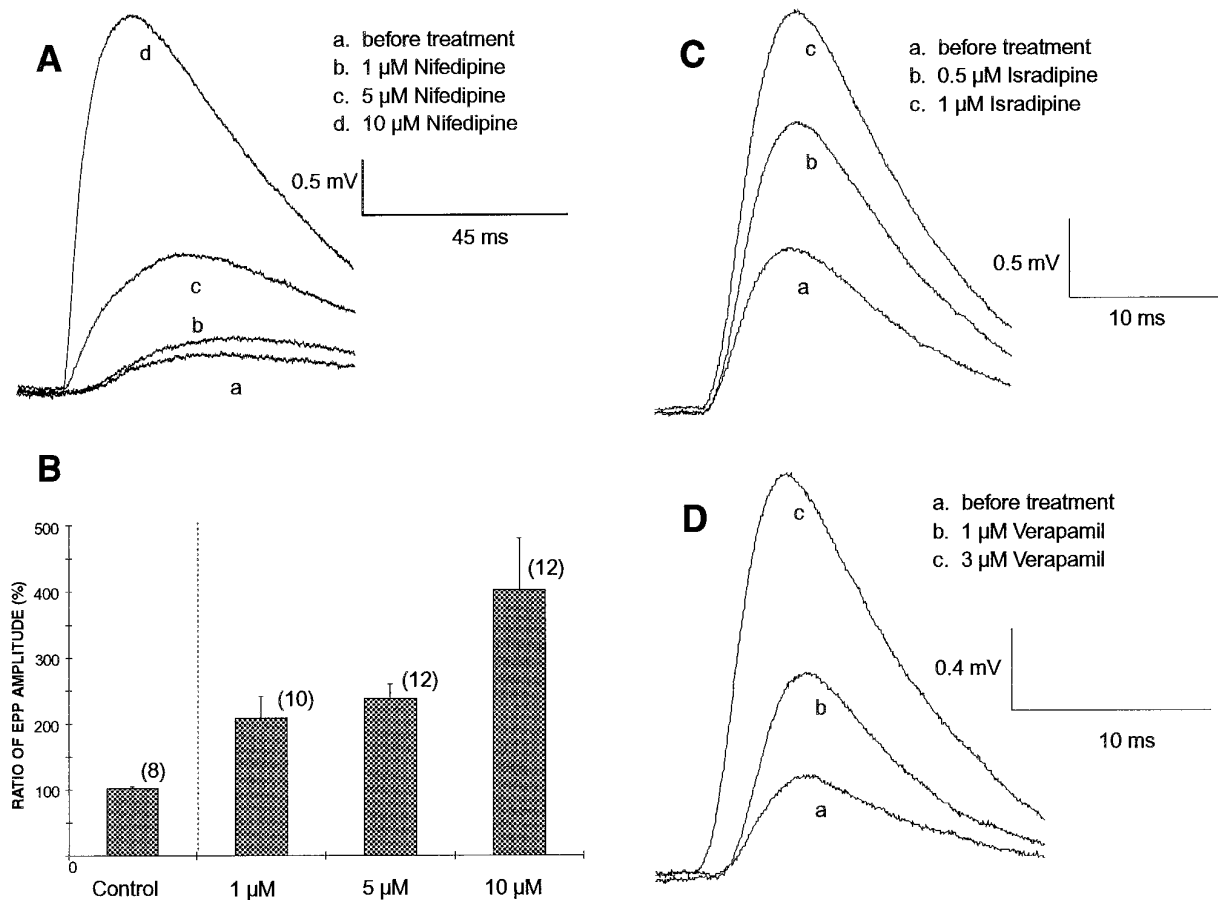 A
d
c
b
a
a. before treatment
b. 1 µM Nifedipine
c. 5 µM Nifedipine
d. 10 µM Nifedipine
0.5 mV
45 ms
C
c
b
a
a. before treatment
b. 0.5 µM Isradipine
c. 1 µM Isradipine
0.5 mV
10 ms
B
RATIO OF EPP AMPLITUDE (%)
500
400
300
200
100
0
(8)
(10)
(12)
(12)
Control
1 µM
5 µM
10 µM
D
c
b
a
a. before treatment
b. 1 µM Verapamil
c. 3 µM Verapamil
0.4 mV
10 ms